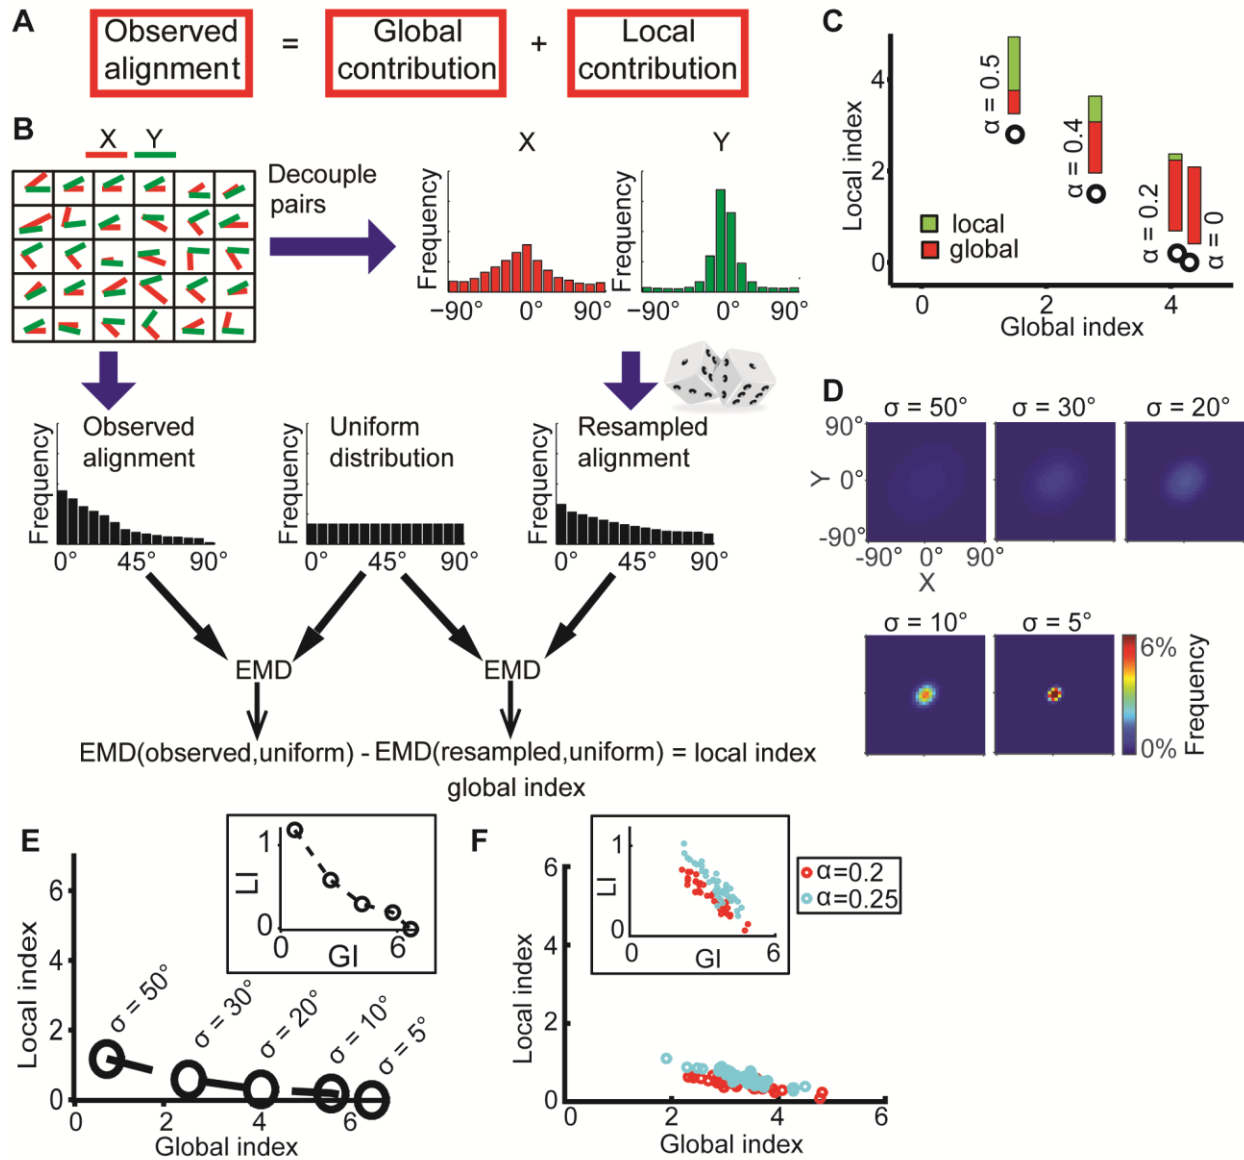 A
Observed alignment = Global contribution + Local contribution
B
X Y
Decouple pairs
X
Frequency
−90° 0° 90°
Y
Frequency
−90° 0° 90°
Observed alignment
Frequency
0° 45° 90°
Uniform distribution
Frequency
0° 45° 90°
Resampled alignment
Frequency
0° 45° 90°
EMD EMD
EMD(observed,uniform) - EMD(resampled,uniform) = local index
global index
C
Local index
4
2
0
α = 0.5
α = 0.4
α = 0.2
α = 0
local
global
0 2 4
Global index
D
σ = 50° σ = 30° σ = 20°
90°
Y 0°
-90°
-90° 0° 90°
X
σ = 10° σ = 5°
6%
0%
Frequency
E
Local index
6
4
2
0
σ = 50°
σ = 30°
σ = 20°
σ = 10°
σ = 5°
0 2 4 6
Global index
1
LI
0
0 6
GI
F
Local index
6
4
2
0
0 2 4 6
Global index
1
LI
0
0 6
GI
α=0.2
α=0.25